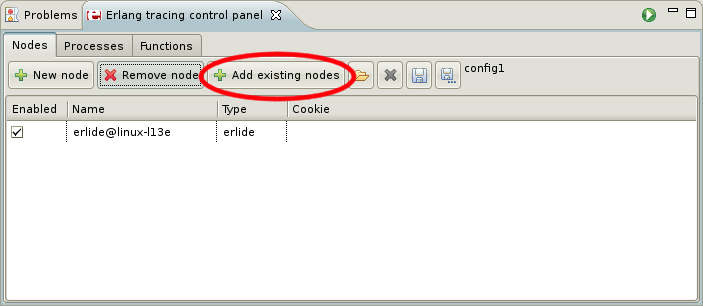 Problems Erlang tracing control panel
Nodes Processes Functions
New node Remove node Add existing nodes config1
Enabled Name Type Cookie
erlide@linux-l13e erlide